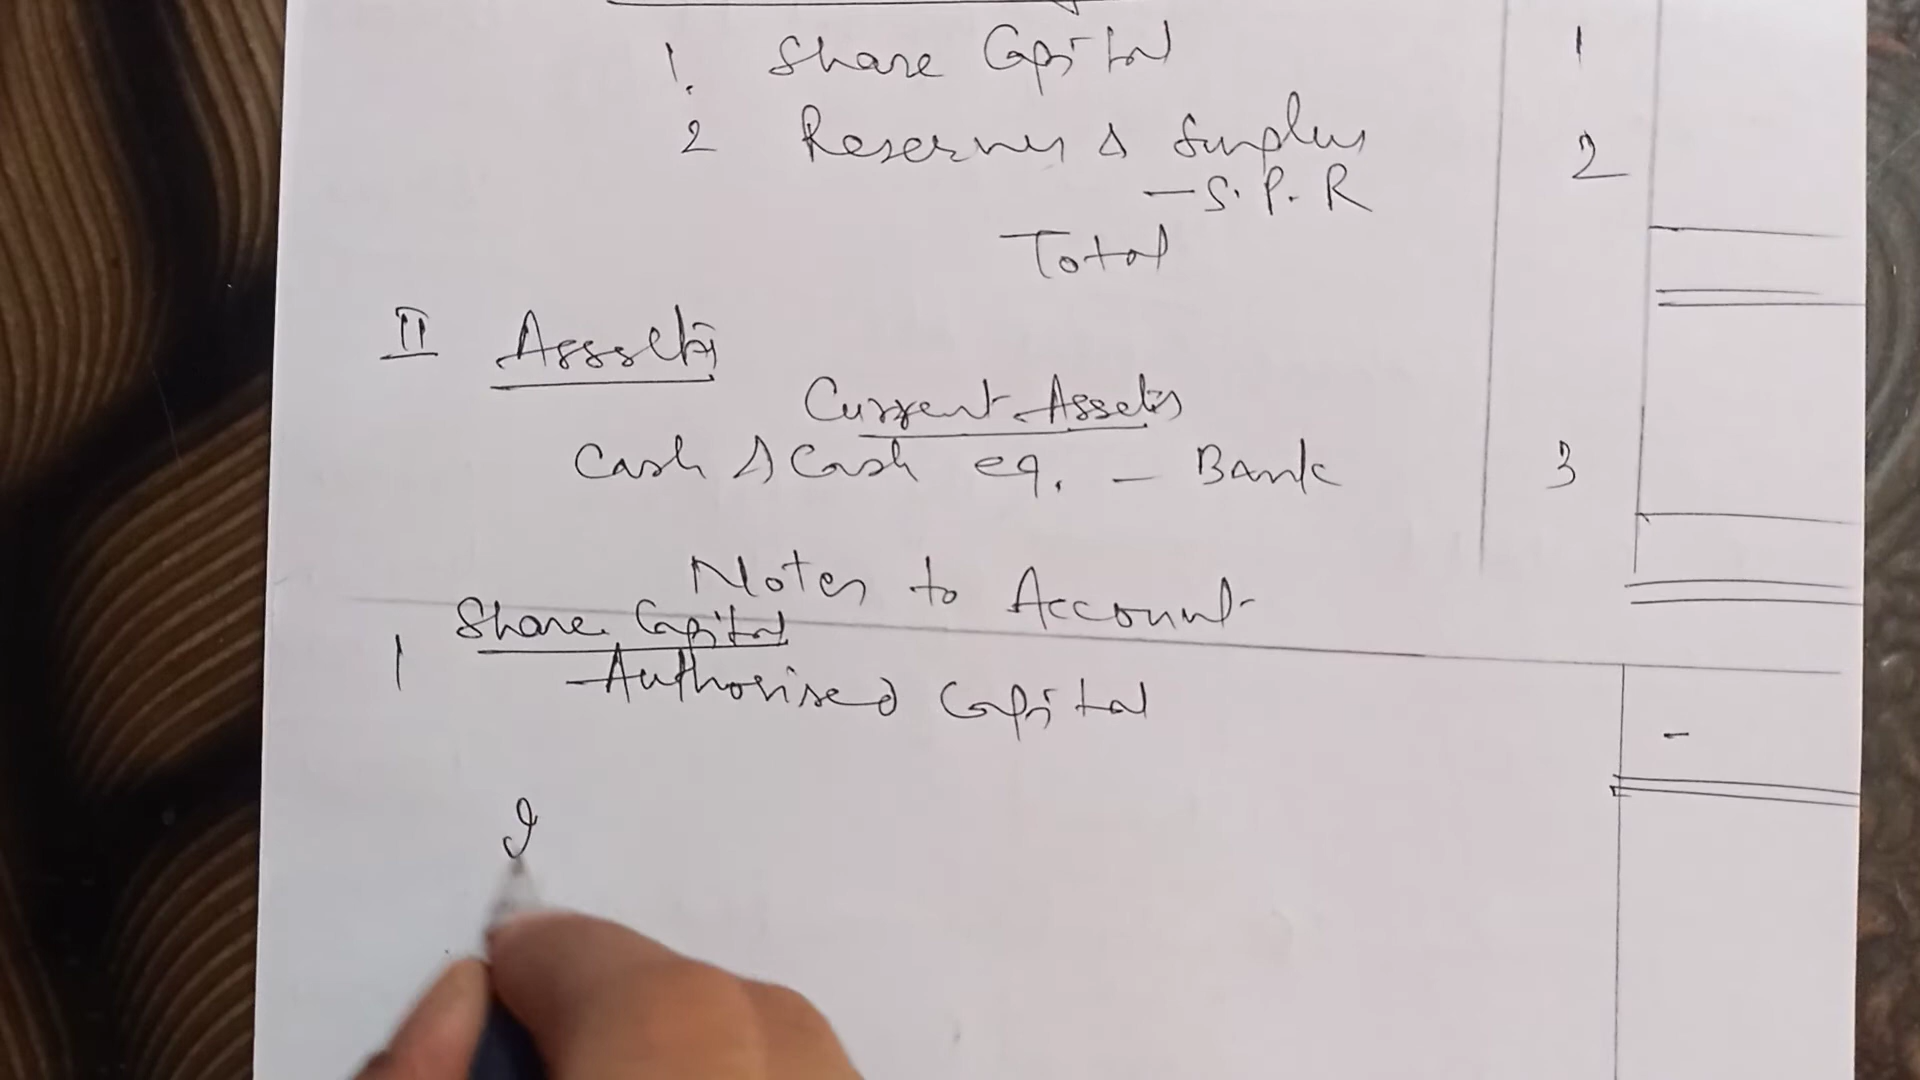 1. Share Capital 1
2 Reserves & Surplus 2
- S. P. R
Total
II Asssets
Current Assets
Cash & Cash eq. - Bank 3
Notes to Account
1 Share Capital
Authorised Capital -
I